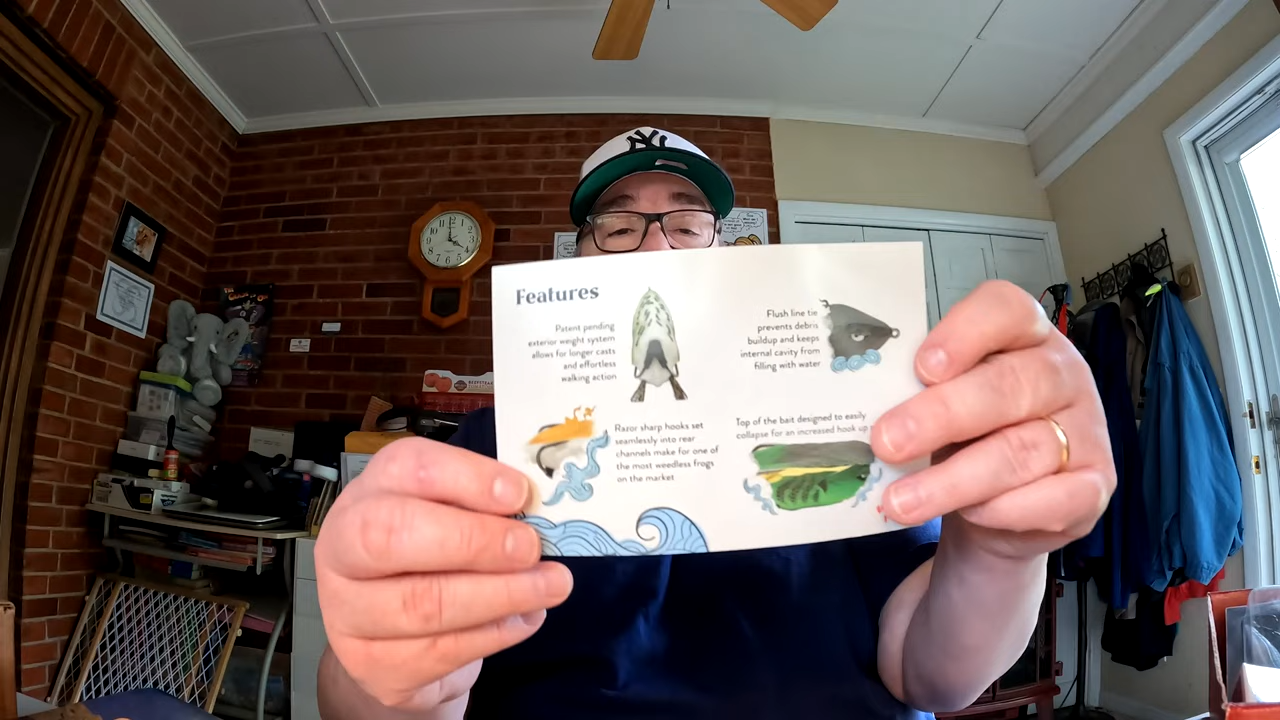 NY
Features
Patent pending
exterior weight system
allows for longer casts
and effortless
walking action
Flush line tie
prevents debris
buildup and keeps
internal cavity from
filling with water
Razor sharp hooks set
seamlessly into rear
channels make for one of
the most weedless frogs
on the market
Top of the bait designed to easily
collapse for an increased hook up